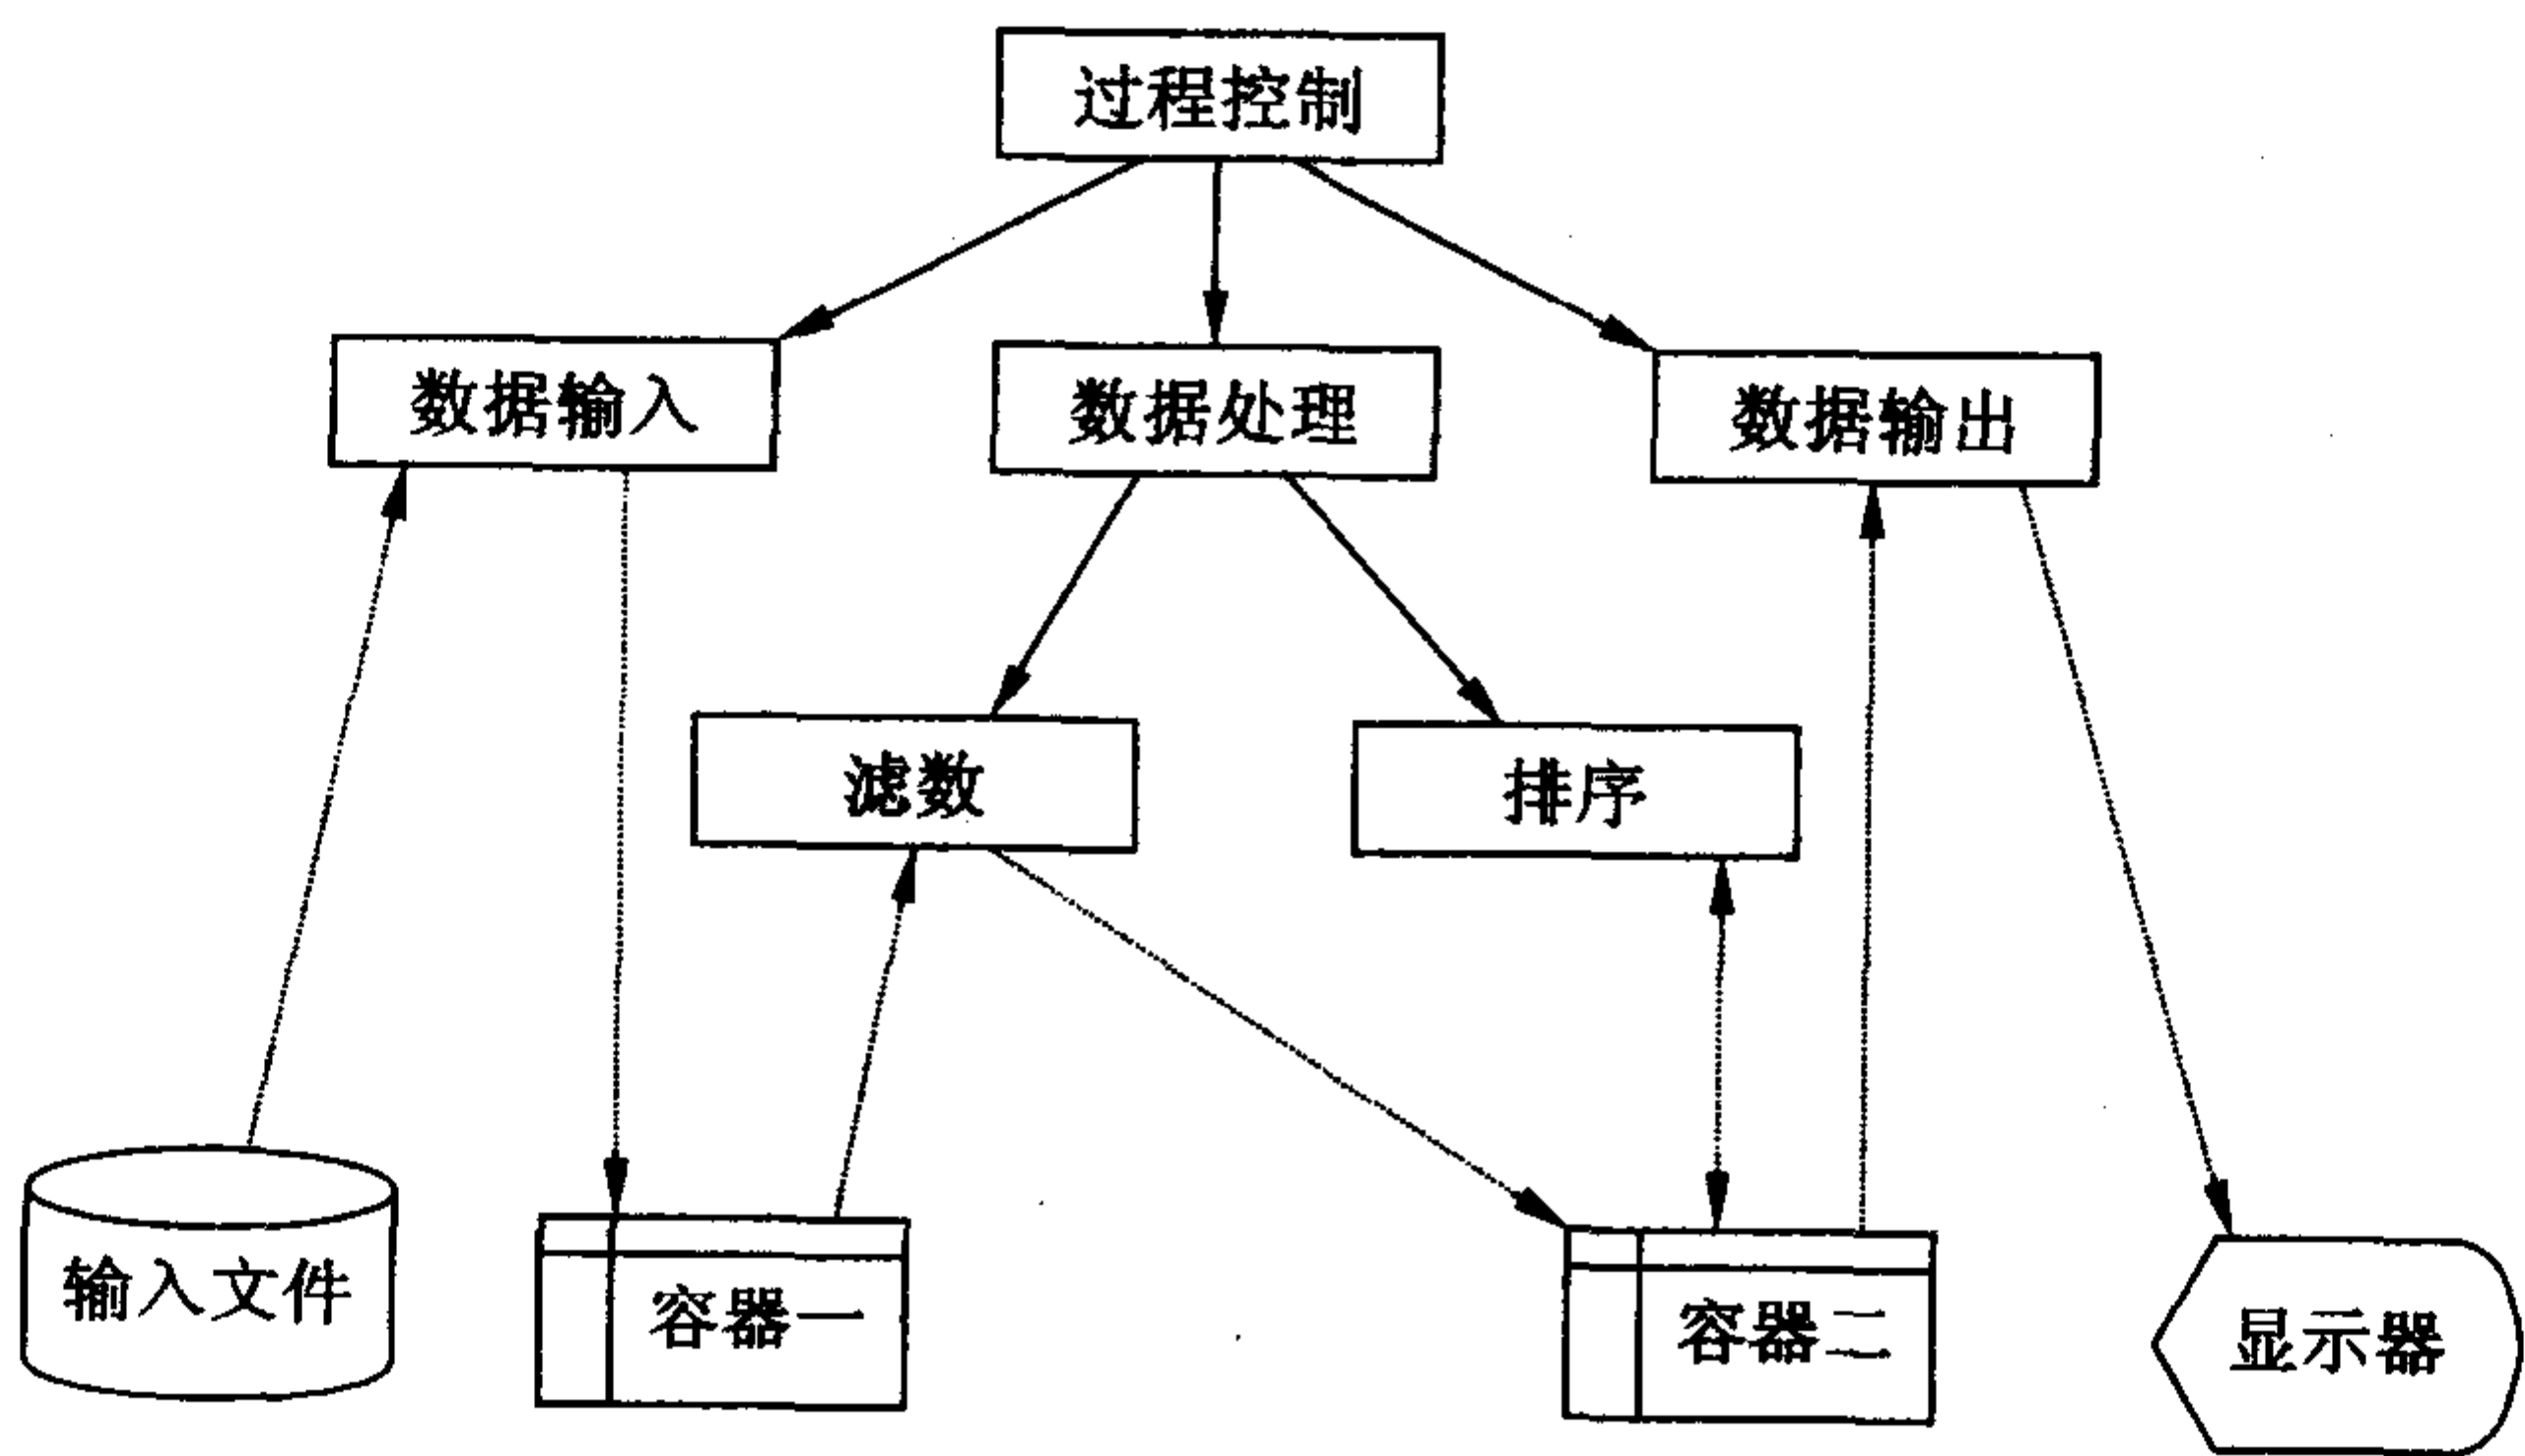 过程控制
数据输入
数据处理
数据输出
滤数
排序
输入文件
容器一
容器二
显示器